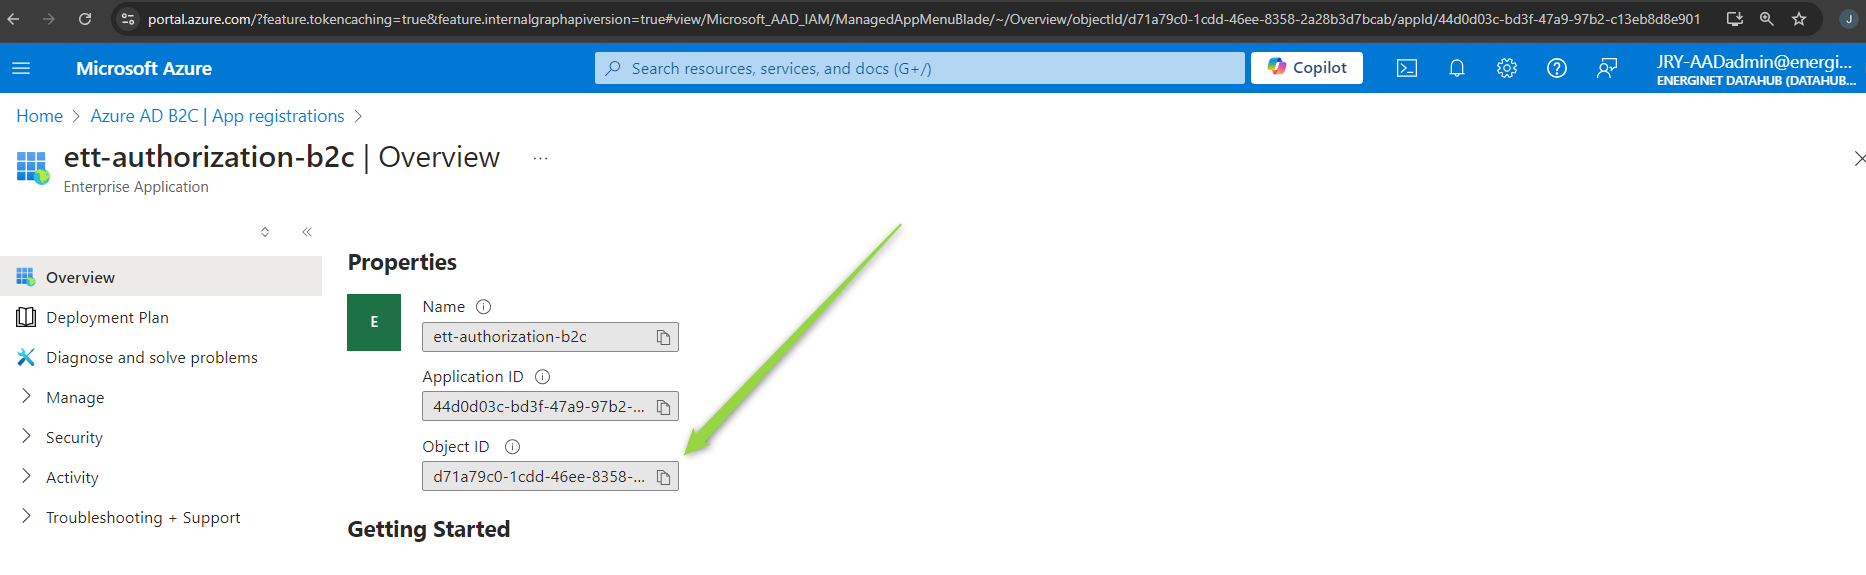 portal.azure.com/?feature.tokencaching=true&feature.internalgraphapiversion=true#view/Microsoft_AAD_IAM/ManagedAppMenuBlade/~/Overview/objectId/d71a79c0-1cdd-46ee-8358-2a28b3d7bcab/appId/44d0d03c-bd3f-47a9-97b2-c13eb8d8e901
J
Microsoft Azure
Search resources, services, and docs (G+/)
Copilot
JRY-AADadmin@energi...
ENERGINET DATAHUB (DATAHUB...
Home > Azure AD B2C | App registrations >
ett-authorization-b2c | Overview ...
Enterprise Application
Overview
Deployment Plan
Diagnose and solve problems
Manage
Security
Activity
Troubleshooting + Support
Properties
E
Name
ett-authorization-b2c
Application ID
44d0d03c-bd3f-47a9-97b2-...
Object ID
d71a79c0-1cdd-46ee-8358-...
Getting Started